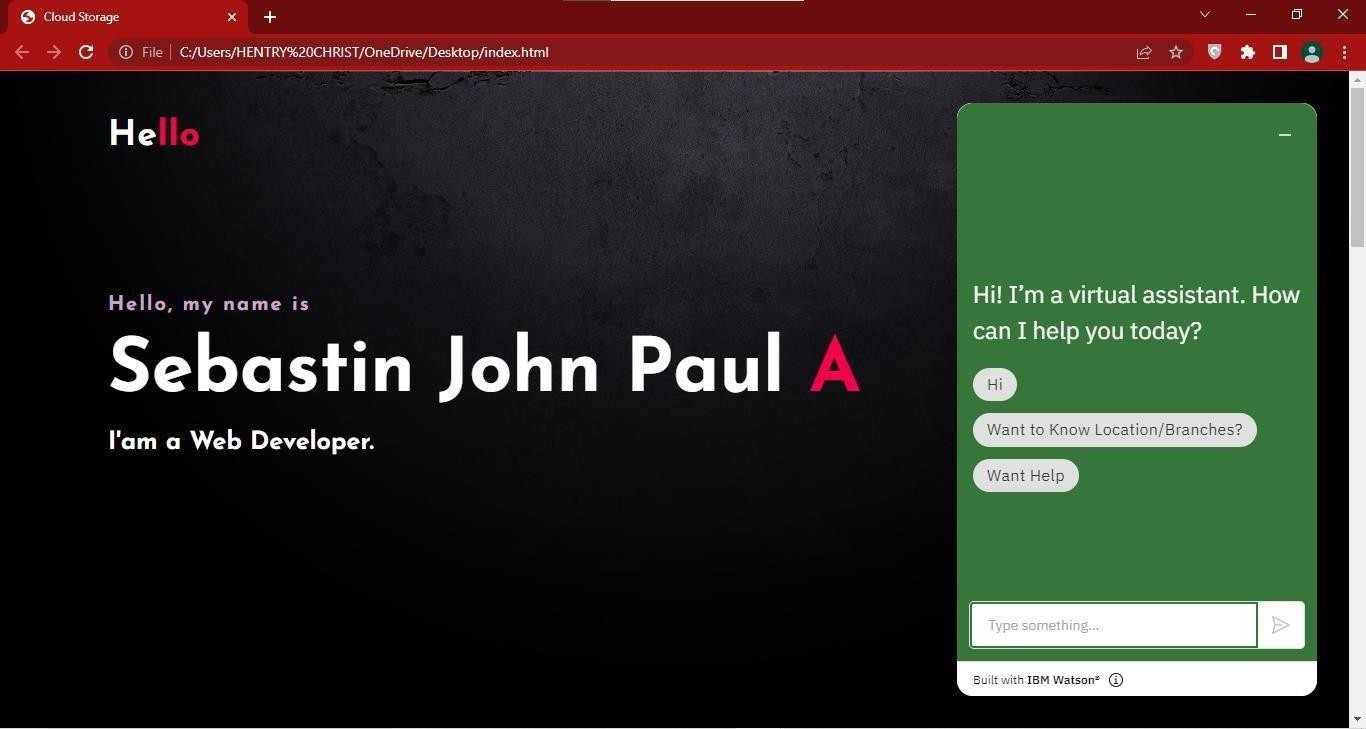 Cloud Storage
File
C:/Users/HENTRY%20CHRIST/OneDrive/Desktop/index.html
Hello
Hello, my name is
Sebastin John Paul A
I'am a Web Developer.
Hi! I’m a virtual assistant. How
can I help you today?
Hi
Want to Know Location/Branches?
Want Help
Type something...
Built with IBM Watson®